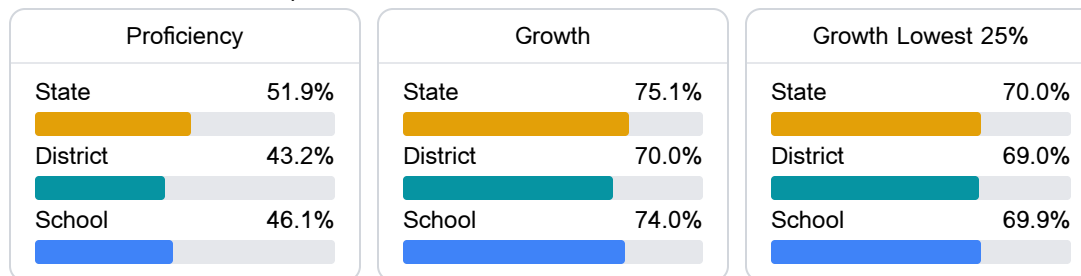 Proficiency
State 51.9%
District 43.2%
School 46.1%
Growth
State 75.1%
District 70.0%
School 74.0%
Growth Lowest 25%
State 70.0%
District 69.0%
School 69.9%